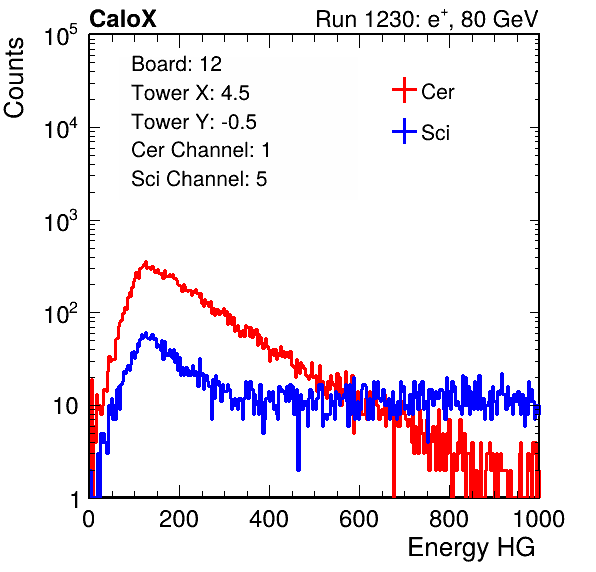 CaloX Run 1230: e⁺, 80 GeV
Counts
Board: 12
Tower X: 4.5
Tower Y: -0.5
Cer Channel: 1
Sci Channel: 5
Cer
Sci
10⁵
10⁴
10³
10²
10
1
0 200 400 600 800 1000
Energy HG